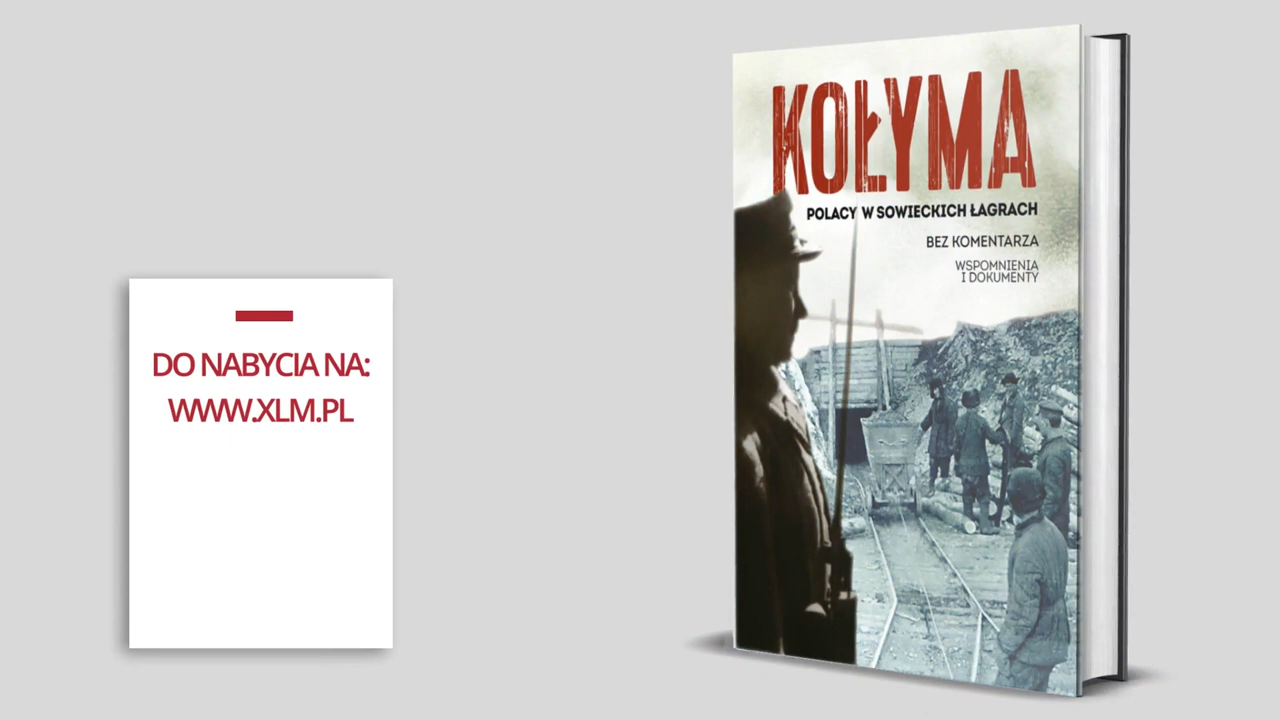 DO NABYCIA NA:
WWW.XLM.PL
KOŁYMA
POLACY W SOWIECKICH ŁAGRACH
BEZ KOMENTARZA
WSPOMNIENIA
I DOKUMENTY